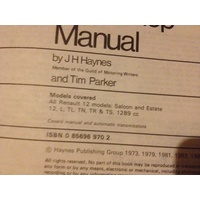 Manual
by J H Haynes
Member of the Guild of Motoring Writers
and Tim Parker
Models covered
All Renault 12 models: Saloon and Estate
12, L, TL, TN, TR & TS. 1289 cc
Covers manual and automatic transmissions
ISBN 0 85696 970 2
© Haynes Publishing Group 1973, 1979, 1981,
All rights reserved. No part of this book may be reproduced